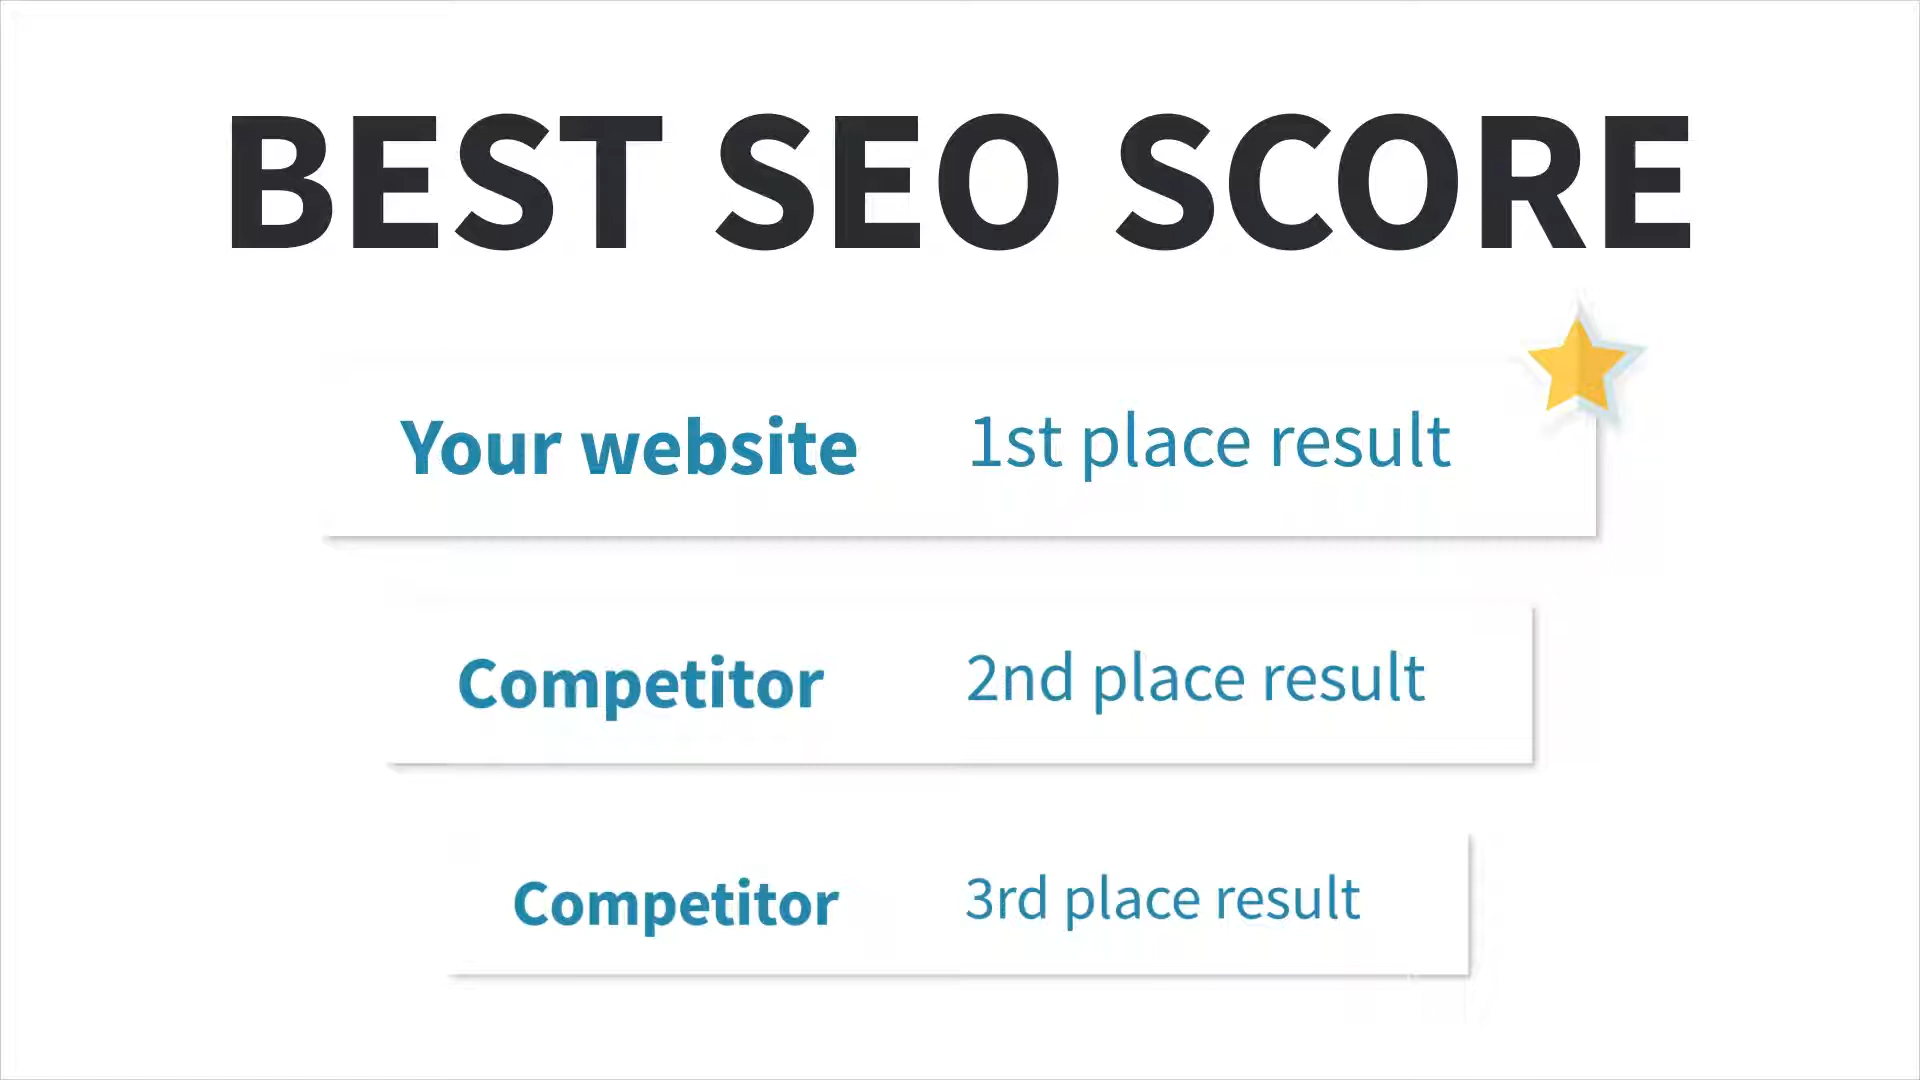 BEST SEO SCORE
Your website 1st place result
Competitor 2nd place result
Competitor 3rd place result